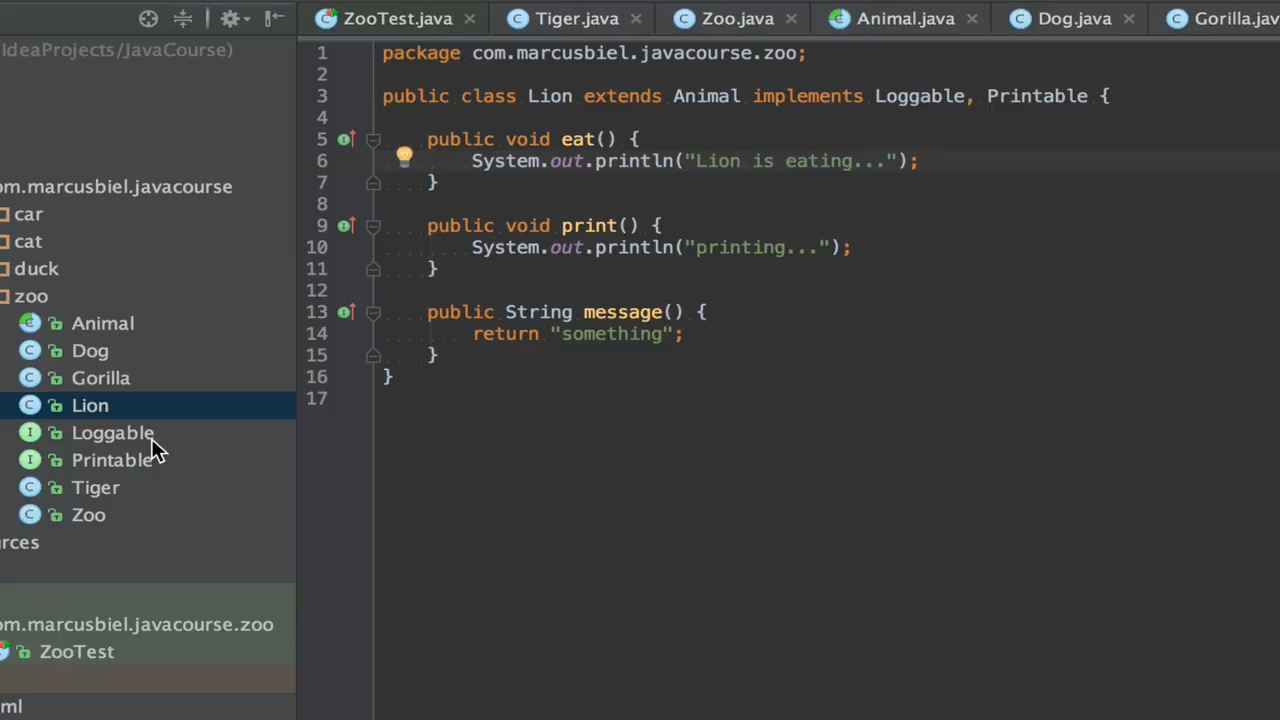 ZooTest.java Tiger.java Zoo.java Animal.java Dog.java Gorilla.jav
IdeaProjects/JavaCourse)
om.marcusbiel.javacourse
car
cat
duck
zoo
Animal
Dog
Gorilla
Lion
Loggable
Printable
Tiger
Zoo
rces
om.marcusbiel.javacourse.zoo
ZooTest
ml
1 package com.marcusbiel.javacourse.zoo;
2
3 public class Lion extends Animal implements Loggable, Printable {
4
5 public void eat() {
6 System.out.println("Lion is eating...");
7 }
8
9 public void print() {
10 System.out.println("printing...");
11 }
12
13 public String message() {
14 return "something";
15 }
16 }
17